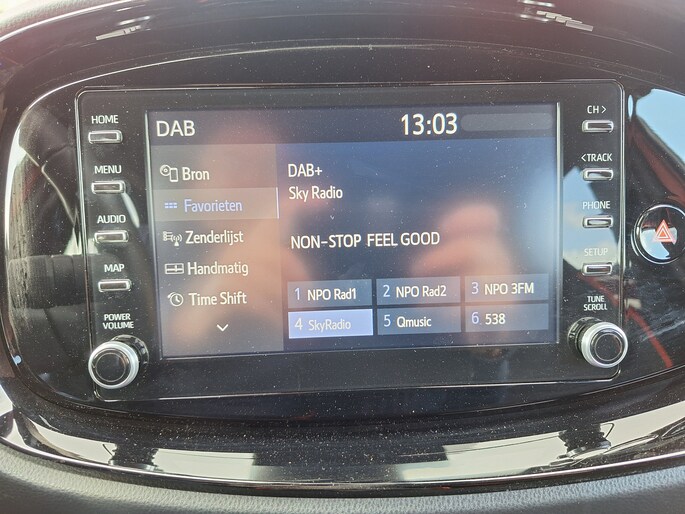 DAB
13:03
HOME
MENU
AUDIO
MAP
POWER
VOLUME
Bron
Favorieten
Zenderlijst
Handmatig
Time Shift
DAB+
Sky Radio
NON-STOP FEEL GOOD
1 NPO Rad1
2 NPO Rad2
3 NPO 3FM
4 SkyRadio
5 Qmusic
6 538
CH >
< TRACK
PHONE
SETUP
TUNE
SCROLL